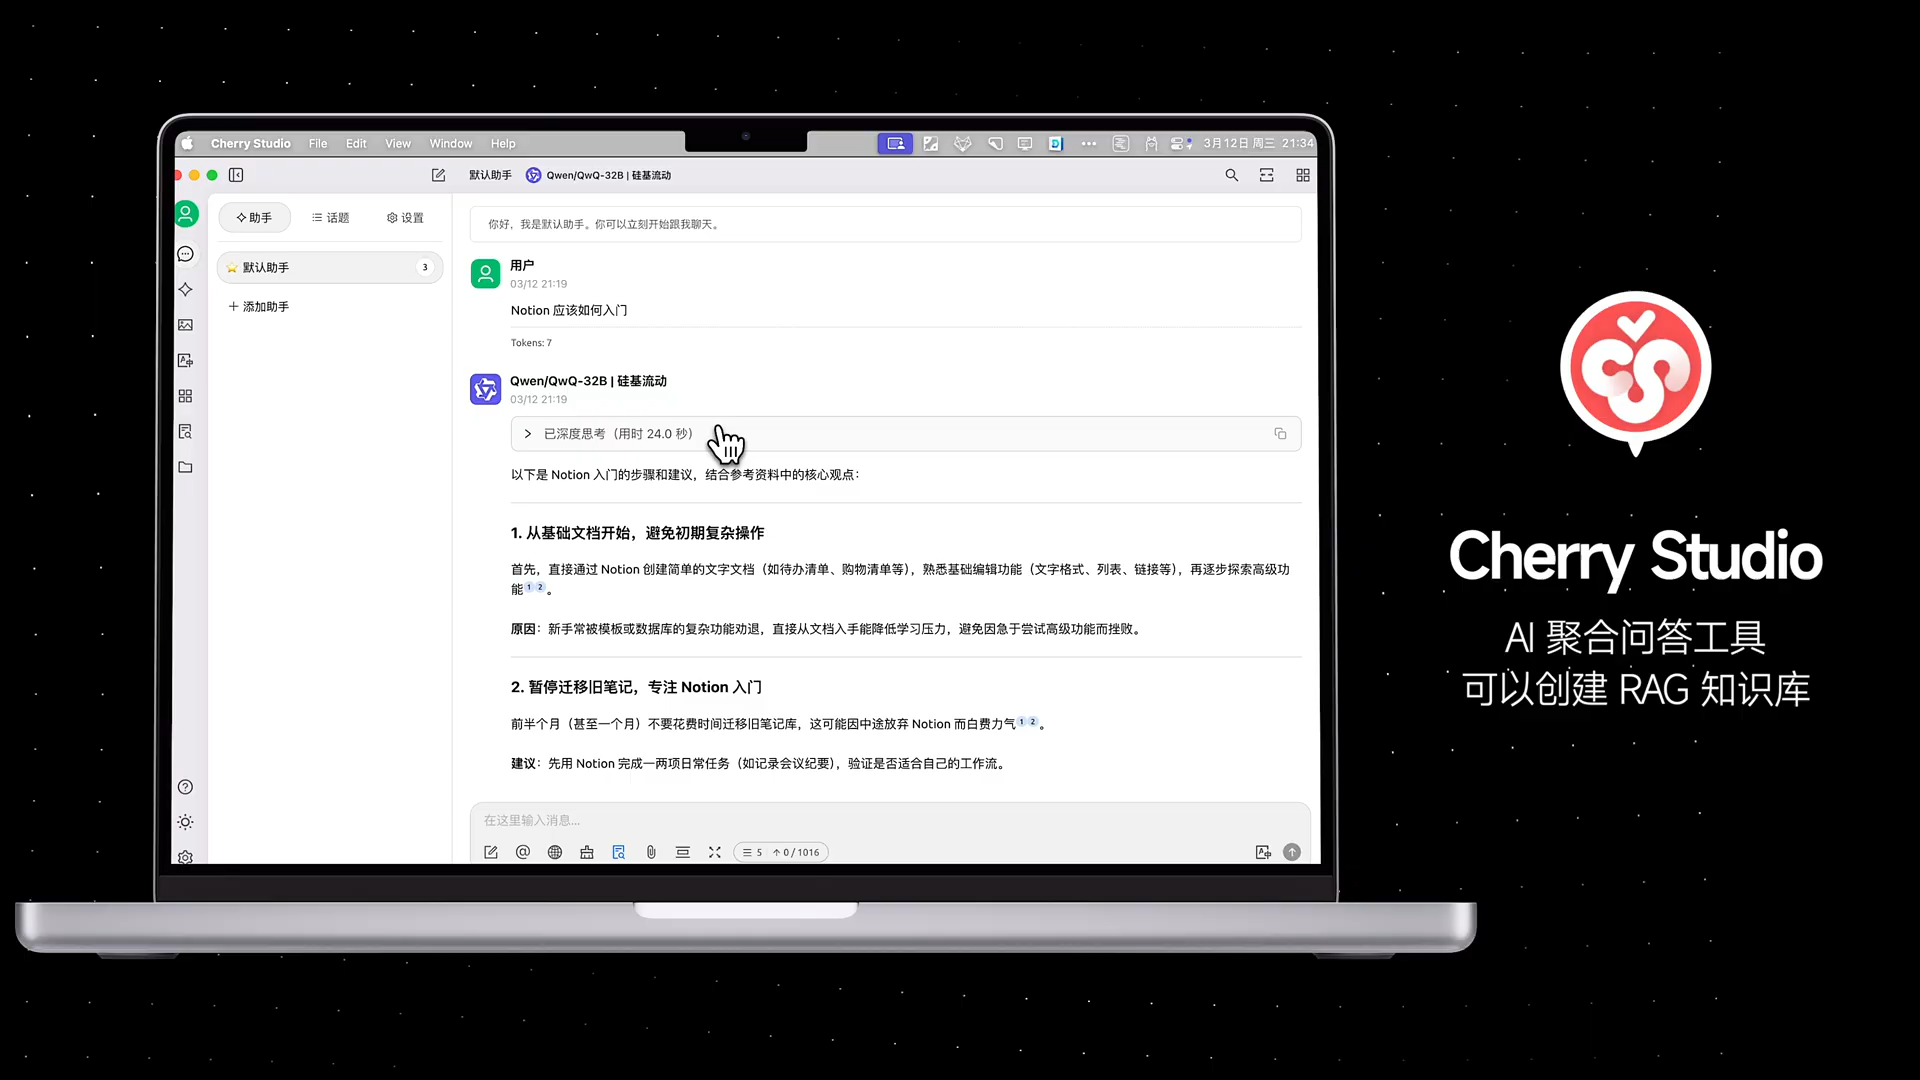 Cherry Studio File Edit View Window Help
3月12日 周三 21:34
默认助手 Qwen/QwQ-32B | 硅基流动
助手 话题 设置
默认助手 3
添加助手
你好，我是默认助手。你可以立刻开始跟我聊天。
用户
03/12 21:19
Notion 应该如何入门
Tokens: 7
Qwen/QwQ-32B | 硅基流动
03/12 21:19
已深度思考（用时 24.0 秒）
以下是 Notion 入门的步骤和建议，结合参考资料中的核心观点：
1. 从基础文档开始，避免初期复杂操作
首先，直接通过 Notion 创建简单的文字文档（如待办清单、购物清单等），熟悉基础编辑功能（文字格式、列表、链接等），再逐步探索高级功
能 1 2 。
原因：新手常被模板或数据库的复杂功能劝退，直接从文档入手能降低学习压力，避免因急于尝试高级功能而挫败。
2. 暂停迁移旧笔记，专注 Notion 入门
前半个月（甚至一个月）不要花费时间迁移旧笔记库，这可能因中途放弃 Notion 而白费力气 1 2 。
建议：先用 Notion 完成一两项日常任务（如记录会议纪要），验证是否适合自己的工作流。
在这里输入消息...
5 ↑ 0 / 1016
Cherry Studio
AI 聚合问答工具
可以创建 RAG 知识库